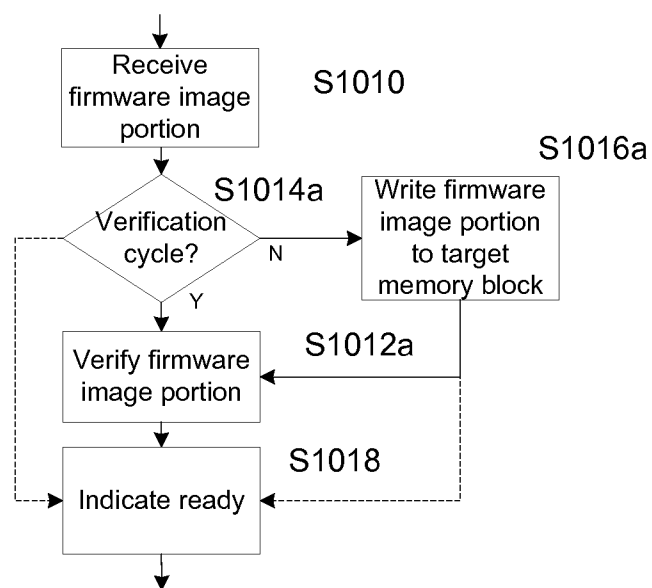 Receive
firmware image
portion
S1010
S1016a
S1014a
Verification
cycle?
N
Y
Write firmware
image portion
to target
memory block
S1012a
Verify firmware
image portion
S1018
Indicate ready